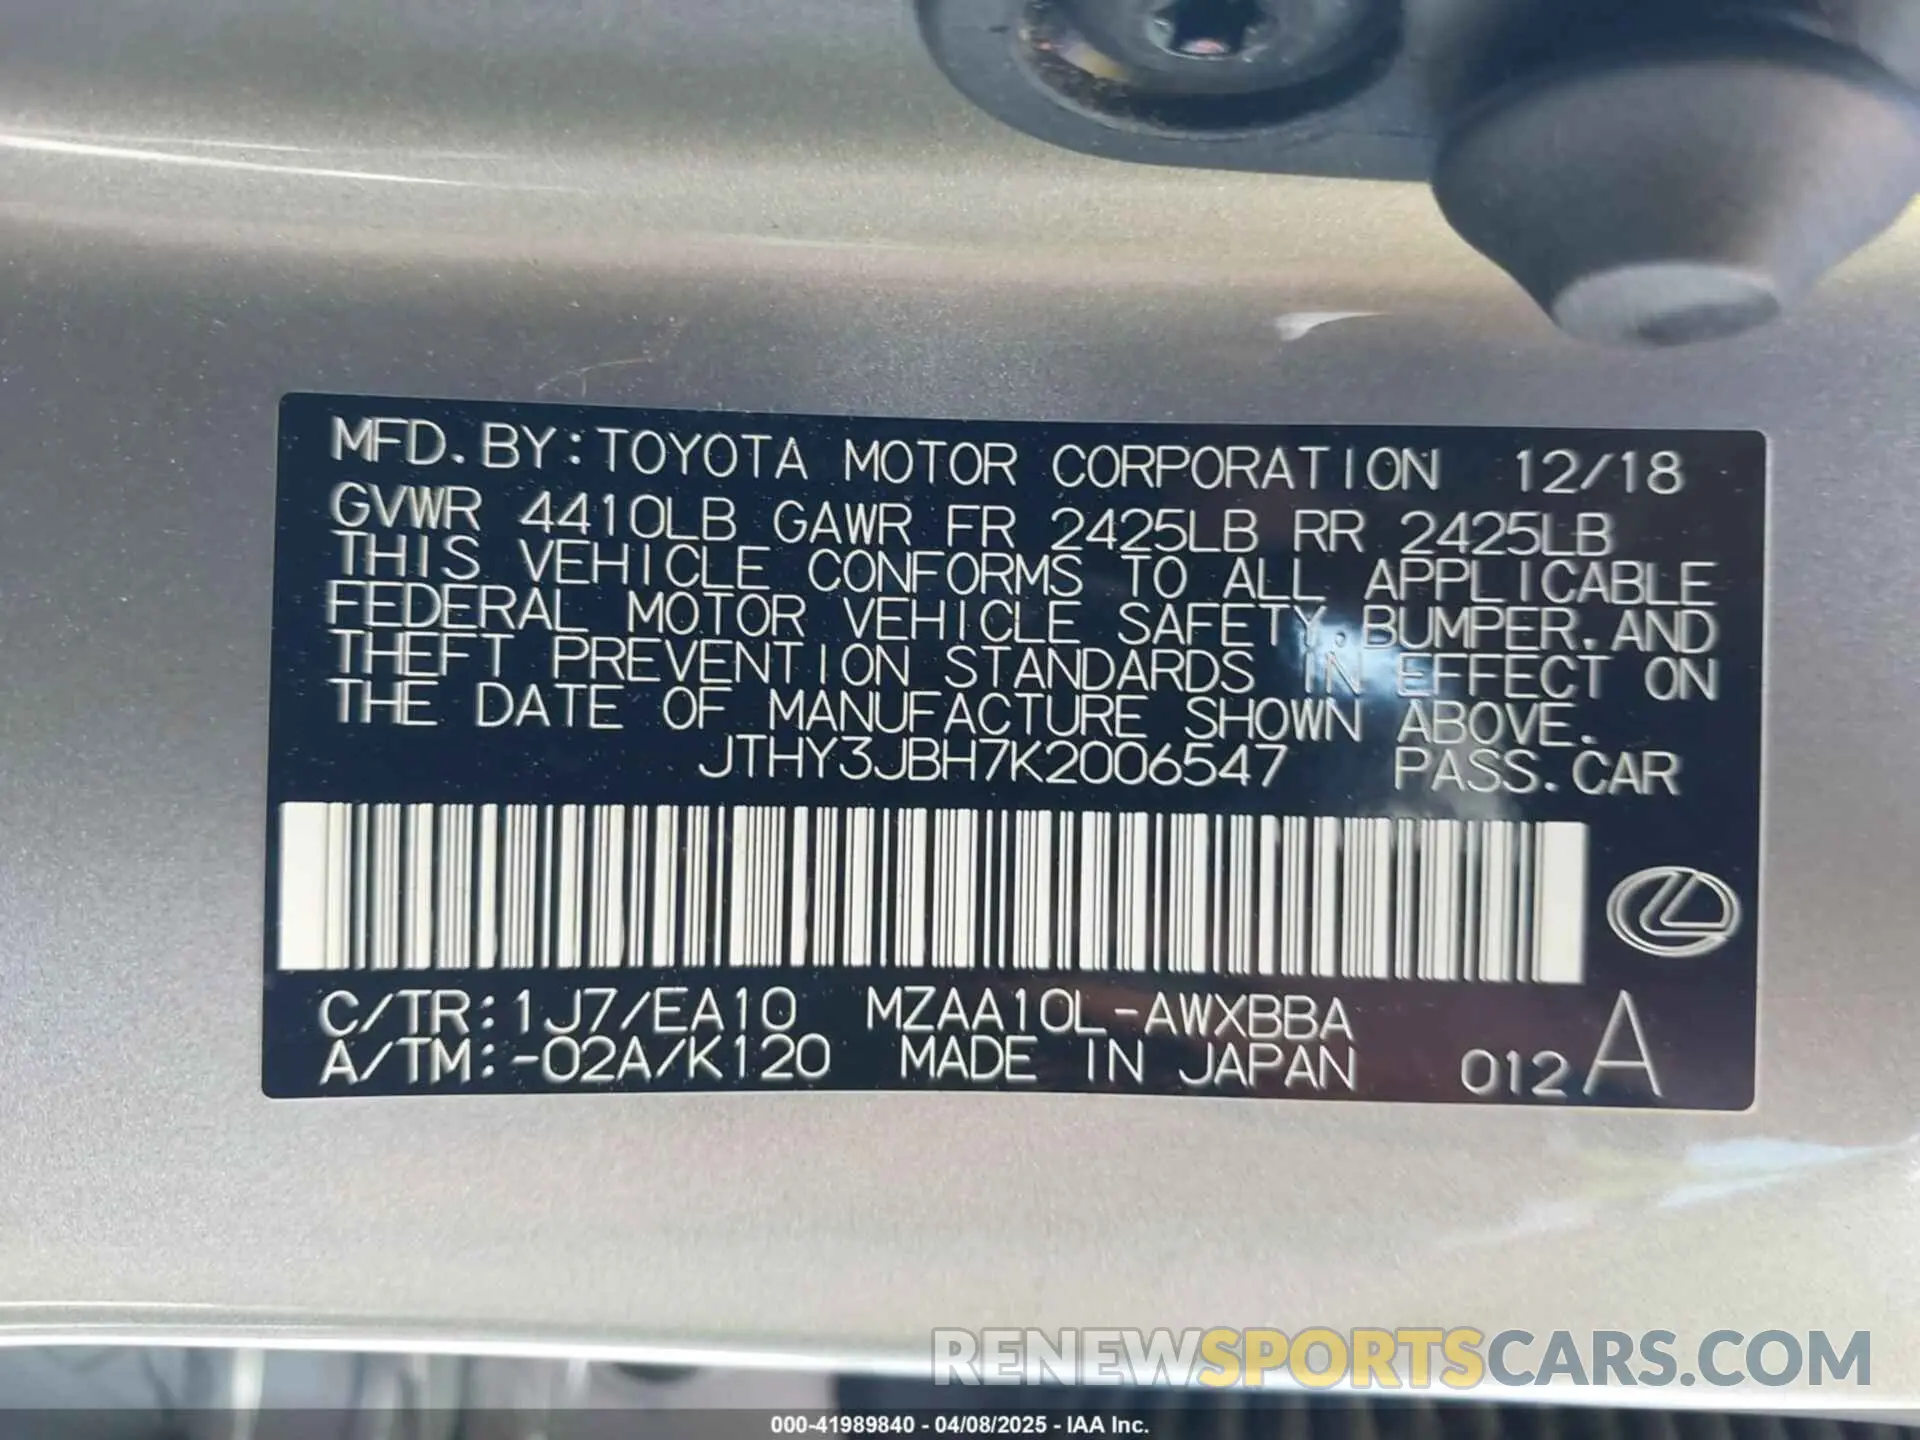 MFD. BY: TOYOTA MOTOR CORPORATION 12/18
GVWR 4410LB GAWR FR 2425LB RR 2425LB
THIS VEHICLE CONFORMS TO ALL APPLICABLE
FEDERAL MOTOR VEHICLE SAFETY, BUMPER, AND
THEFT PREVENTION STANDARDS IN EFFECT ON
THE DATE OF MANUFACTURE SHOWN ABOVE.
JTHY3JBH7K2006547 PASS. CAR
C/TR: 1J7/EA10 MZAA10L-AWXBBA
A/TM: -02A/K120 MADE IN JAPAN 012 A
RENEWSPORTSCARS.COM
000-41989840 - 04/08/2025 - IAA Inc.